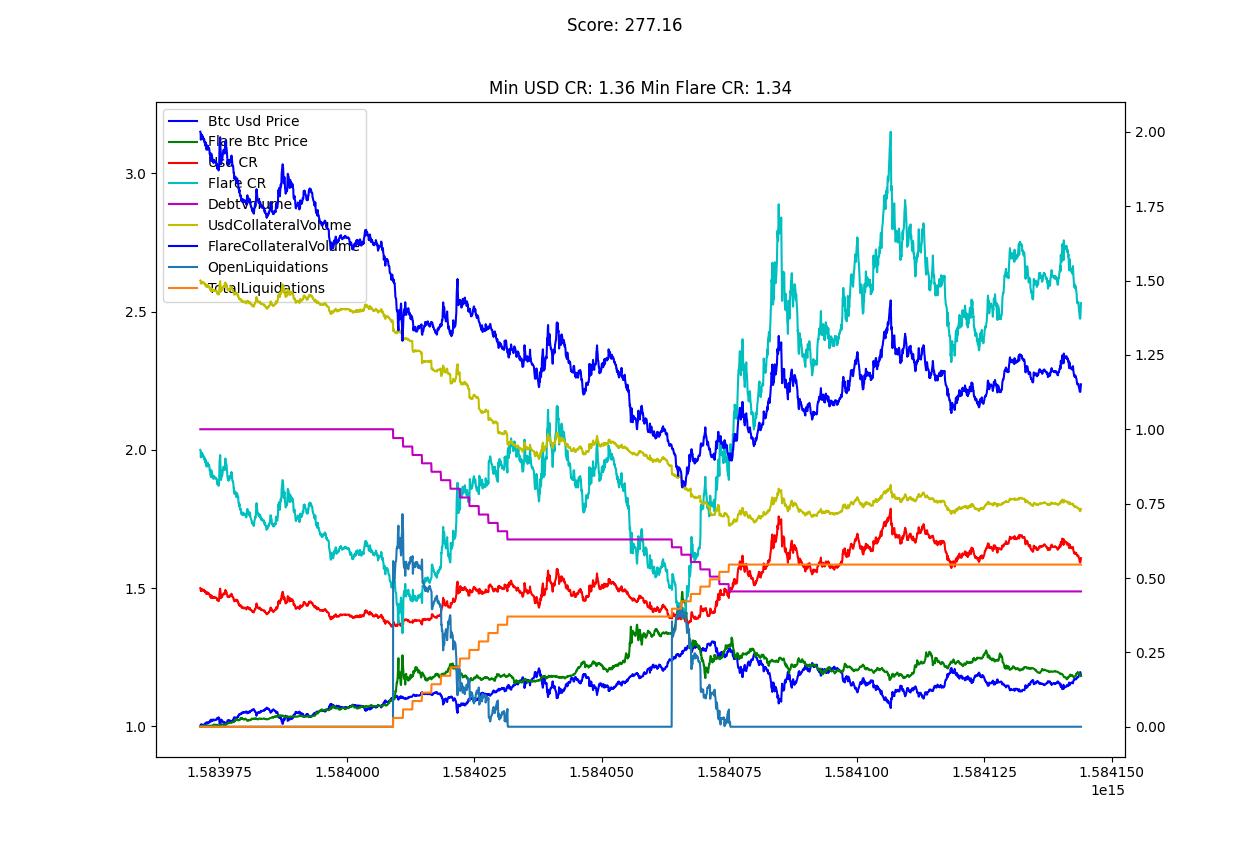 Score: 277.16
Min USD CR: 1.36 Min Flare CR: 1.34
Btc Usd Price
Flare Btc Price
Usd CR
Flare CR
DebtVolume
UsdCollateralVolume
FlareCollateralVolume
OpenLiquidations
TotalLiquidations
3.0
2.5
2.0
1.5
1.0
2.00
1.75
1.50
1.25
1.00
0.75
0.50
0.25
0.00
1.583975
1.584000
1.584025
1.584050
1.584075
1.584100
1.584125
1.584150
1e15